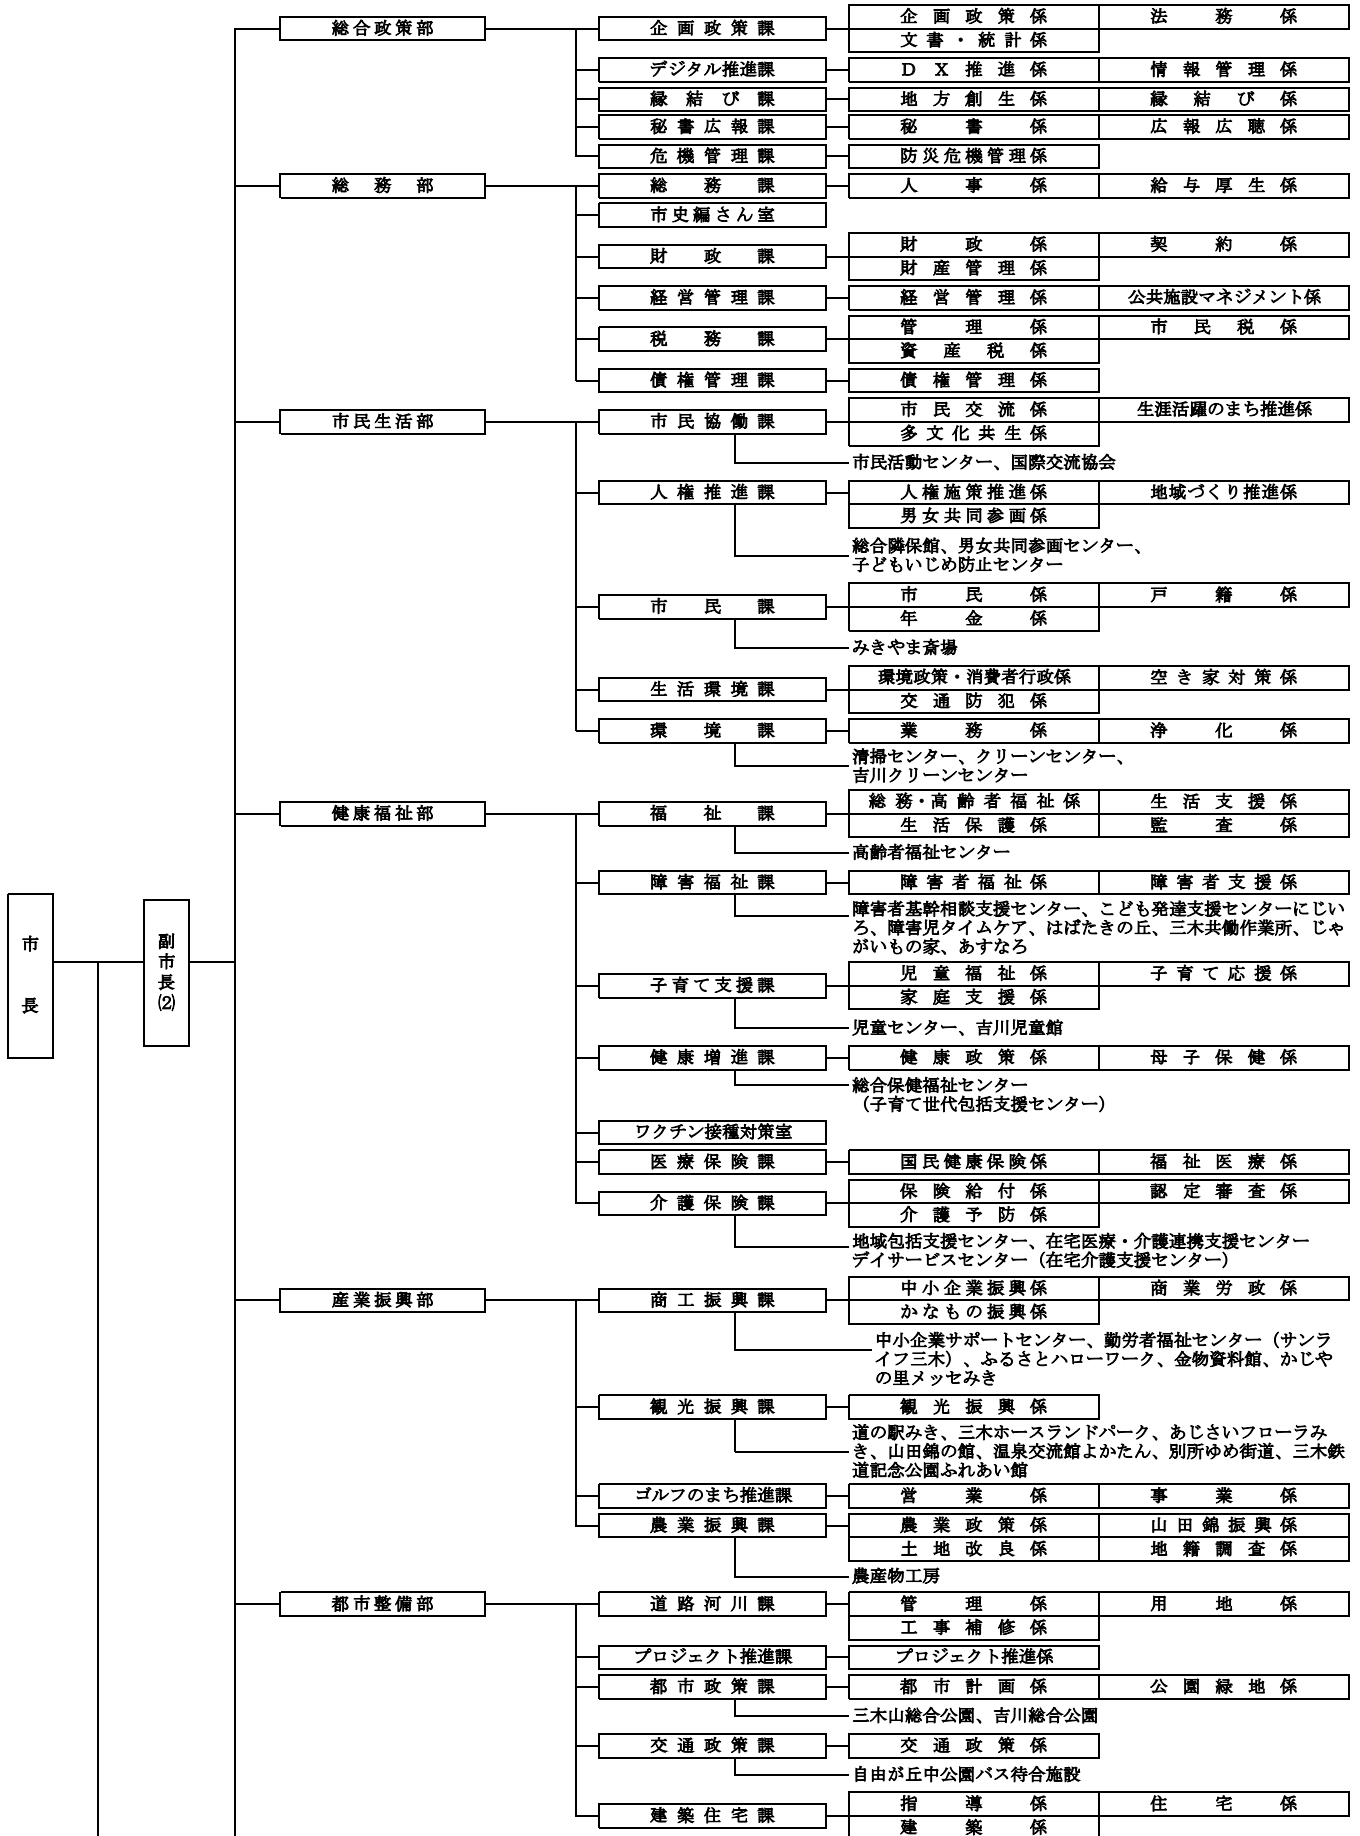 市長
副市長(2)
総合政策部
企画政策課
企画政策係 法務係
文書・統計係
デジタル推進課
ＤＸ推進係 情報管理係
縁結び課
地方創生係 縁結び係
秘書広報課
秘書係 広報広聴係
危機管理課
防災危機管理係
総務部
総務課
人事係 給与厚生係
市史編さん室
財政課
財政係 契約係
財産管理係
経営管理課
経営管理係 公共施設マネジメント係
税務課
管理係 市民税係
資産税係
債権管理課
債権管理係
市民生活部
市民協働課
市民交流係 生涯活躍のまち推進係
多文化共生係
市民活動センター、国際交流協会
人権推進課
人権施策推進係 地域づくり推進係
男女共同参画係
総合隣保館、男女共同参画センター、
子どもいじめ防止センター
市民課
市民係 戸籍係
年金係
みきやま斎場
生活環境課
環境政策・消費者行政係 空き家対策係
交通防犯係
環境課
業務係 浄化係
清掃センター、クリーンセンター、
吉川クリーンセンター
健康福祉部
福祉課
総務・高齢者福祉係 生活支援係
生活保護係 監査係
高齢者福祉センター
障害福祉課
障害者福祉係 障害者支援係
障害者基幹相談支援センター、こども発達支援センターにじい
ろ、障害児タイムケア、はばたきの丘、三木共働作業所、じゃ
がいもの家、あすなろ
子育て支援課
児童福祉係 子育て応援係
家庭支援係
児童センター、吉川児童館
健康増進課
健康政策係 母子保健係
総合保健福祉センター
（子育て世代包括支援センター）
ワクチン接種対策室
医療保険課
国民健康保険係 福祉医療係
介護保険課
保険給付係 認定審査係
介護予防係
地域包括支援センター、在宅医療・介護連携支援センター
デイサービスセンター（在宅介護支援センター）
産業振興部
商工振興課
中小企業振興係 商業労政係
かなもの振興係
中小企業サポートセンター、勤労者福祉センター（サンラ
イフ三木）、ふるさとハローワーク、金物資料館、かじや
の里メッセみき
観光振興課
観光振興係
道の駅みき、三木ホースランドパーク、あじさいフローラみ
き、山田錦の館、温泉交流館よかたん、別所ゆめ街道、三木鉄
道記念公園ふれあい館
ゴルフのまち推進課
営業係 事業係
農業振興課
農業政策係 山田錦振興係
土地改良係 地籍調査係
農産物工房
都市整備部
道路河川課
管理係 用地係
工事補修係
プロジェクト推進課
プロジェクト推進係
都市政策課
都市計画係 公園緑地係
三木山総合公園、吉川総合公園
交通政策課
交通政策係
自由が丘中公園バス待合施設
建築住宅課
指導係 住宅係
建築係